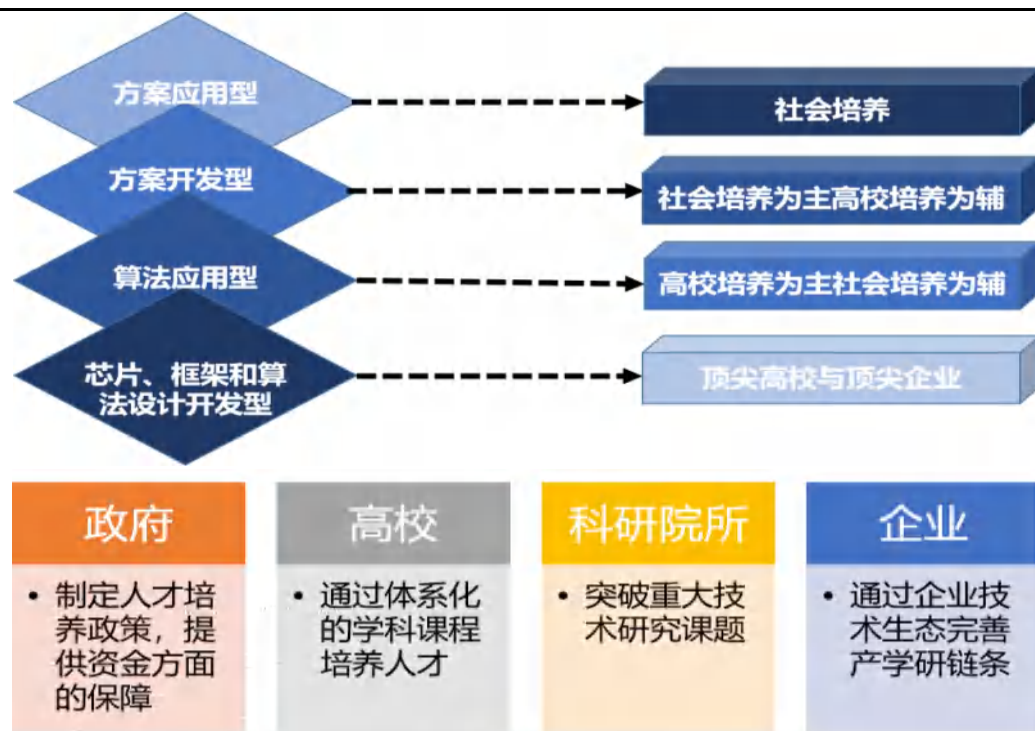 方案应用型
社会培养
方案开发型
社会培养为主高校培养为辅
算法应用型
高校培养为主社会培养为辅
芯片、框架和算
法设计开发型
顶尖高校与顶尖企业
政府
• 制定人才培
养政策，提
供资金方面
的保障
高校
• 通过体系化
的学科课程
培养人才
科研院所
• 突破重大技
术研究课题
企业
• 通过企业技
术生态完善
产学研链条